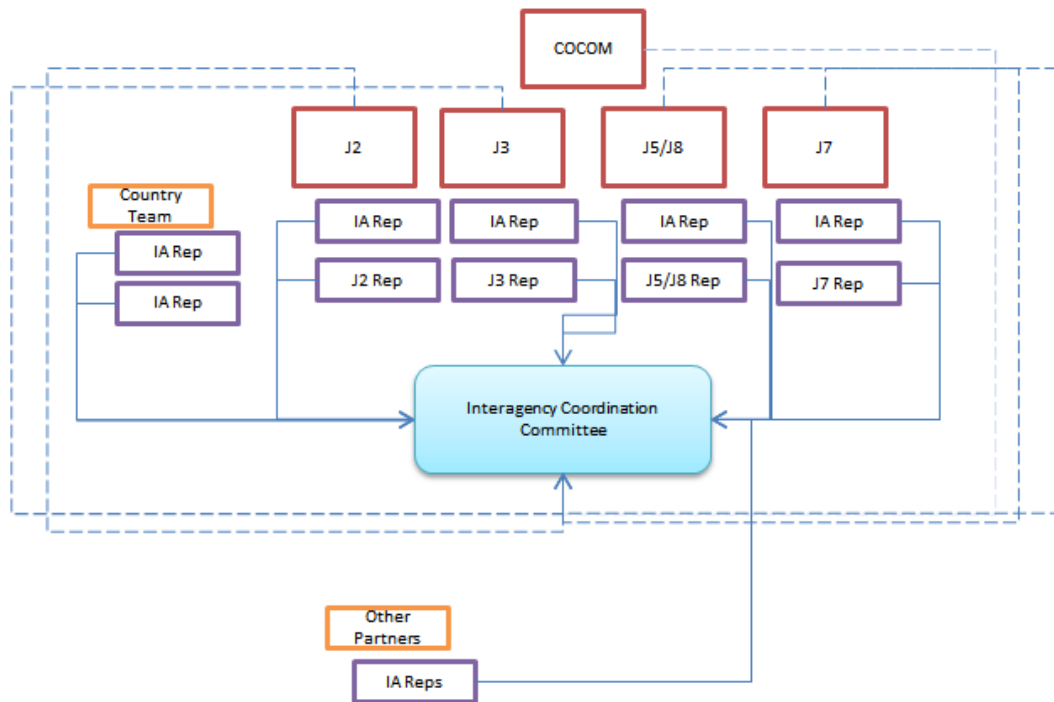 COCOM
J2
J3
J5/J8
J7
Country
Team
IA Rep
IA Rep
IA Rep
IA Rep
IA Rep
IA Rep
J2 Rep
J3 Rep
J5/J8 Rep
J7 Rep
Interagency Coordination
Committee
Other
Partners
IA Reps